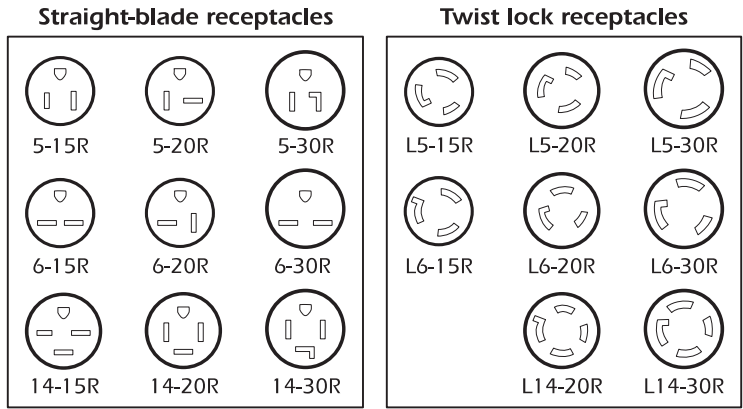 Straight-blade receptacles
5-15R 5-20R 5-30R
6-15R 6-20R 6-30R
14-15R 14-20R 14-30R
Twist lock receptacles
L5-15R L5-20R L5-30R
L6-15R L6-20R L6-30R
L14-20R L14-30R